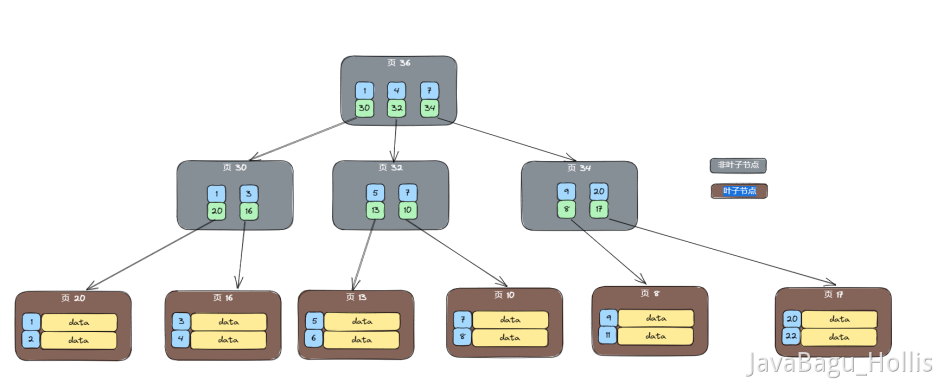 页 36
1 4 7
30 32 34
页 30
1 3
20 16
页 32
5 7
13 10
页 34
9 20
8 17
非叶子节点
叶子节点
页 20
1 data
2 data
页 16
3 data
4 data
页 13
5 data
6 data
页 10
7 data
8 data
页 8
9 data
11 data
页 17
20 data
22 data
JavaBagu_Hollis